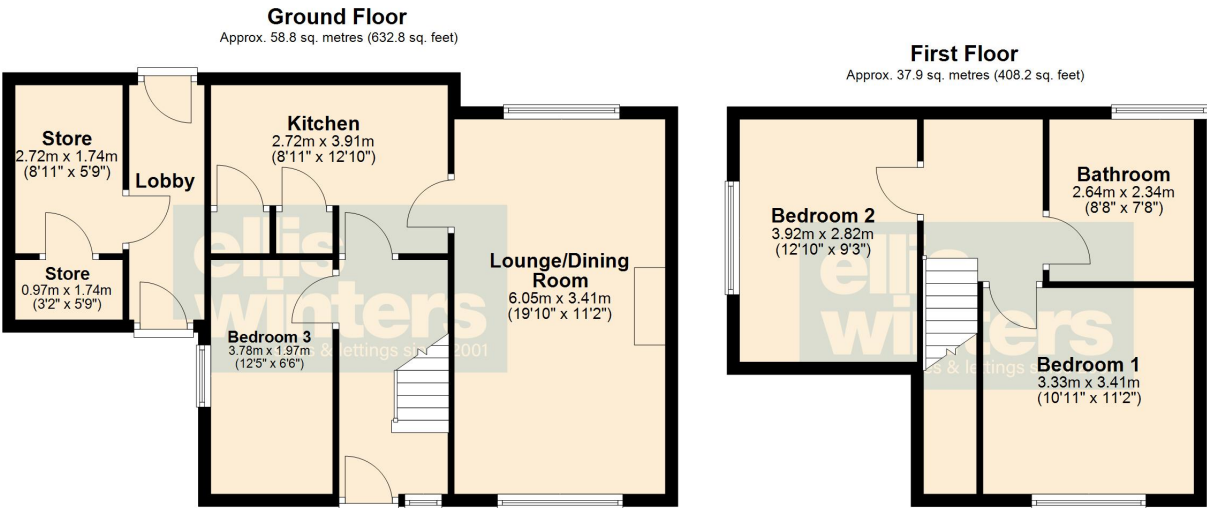 Ground Floor
Approx. 58.8 sq. metres (632.8 sq. feet)
Store
2.72m x 1.74m
(8'11" x 5'9")
Lobby
Kitchen
2.72m x 3.91m
(8'11" x 12'10")
Store
0.97m x 1.74m
(3'2" x 5'9")
Bedroom 3
3.78m x 1.97m
(12'5" x 6'6")
Lounge/Dining
Room
6.05m x 3.41m
(19'10" x 11'2")
ellis
winters
& lettings since 2001
First Floor
Approx. 37.9 sq. metres (408.2 sq. feet)
Bedroom 2
3.92m x 2.82m
(12'10" x 9'3")
Bathroom
2.64m x 2.34m
(8'8" x 7'8")
Bedroom 1
3.33m x 3.41m
(10'11" x 11'2")
ellis
winters
& lettings